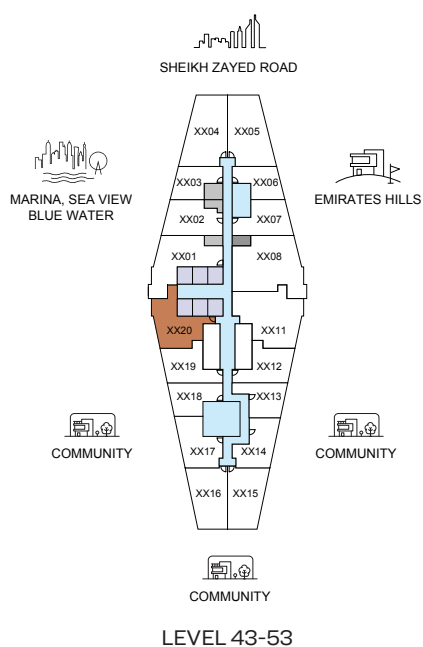 SHEIKH ZAYED ROAD
XX04 XX05
MARINA, SEA VIEW
BLUE WATER
EMIRATES HILLS
XX03 XX06
XX02 XX07
XX01 XX08
XX20 XX11
XX19 XX12
XX18 XX13
COMMUNITY
COMMUNITY
XX17 XX14
XX16 XX15
COMMUNITY
LEVEL 43-53